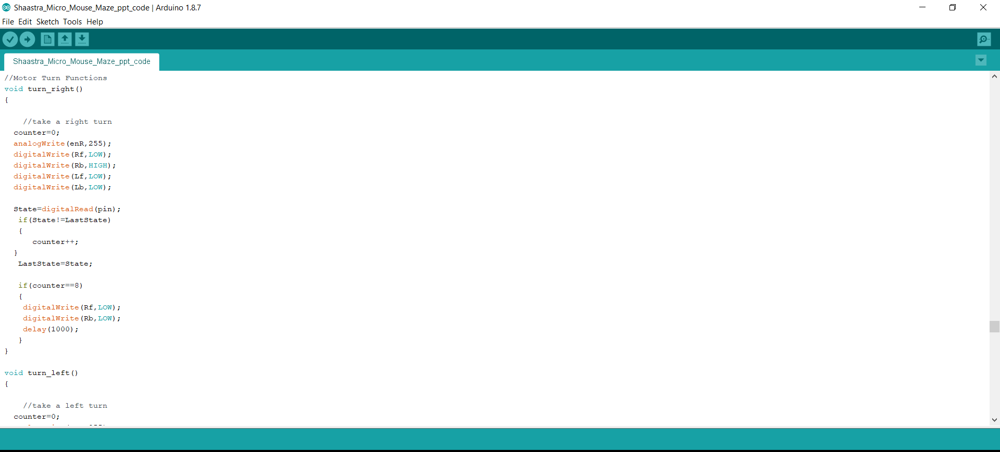 Shaastra_Micro_Mouse_Maze_ppt_code | Arduino 1.8.7
File Edit Sketch Tools Help
Shaastra_Micro_Mouse_Maze_ppt_code
//Motor Turn Functions
void turn_right()
{
//take a right turn
counter=0;
analogWrite(enR,255);
digitalWrite(Rf,LOW);
digitalWrite(Rb,HIGH);
digitalWrite(Lf,LOW);
digitalWrite(Lb,LOW);
State=digitalRead(pin);
if(State!=LastState)
{
counter++;
}
LastState=State;
if(counter==8)
{
digitalWrite(Rf,LOW);
digitalWrite(Rb,LOW);
delay(1000);
}
}
void turn_left()
{
//take a left turn
counter=0;